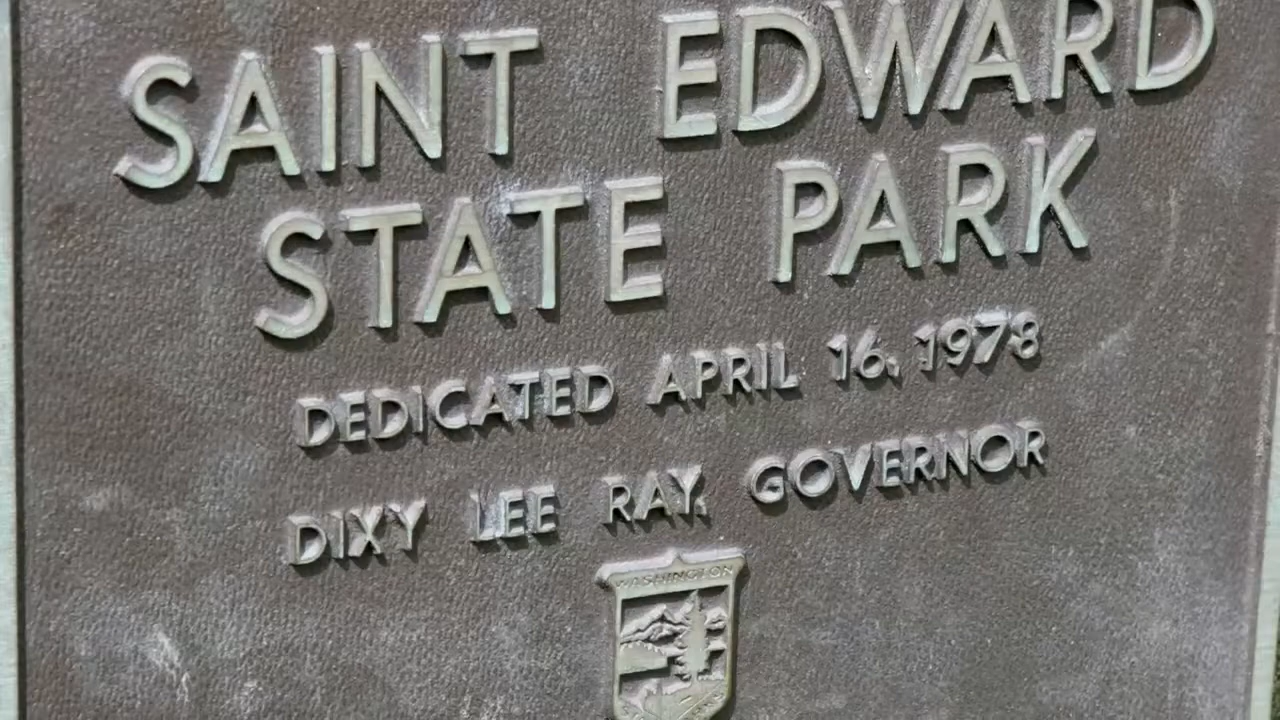 SAINT EDWARD
STATE PARK
DEDICATED APRIL 16, 1978
DIXY LEE RAY, GOVERNOR
WASHINGTON